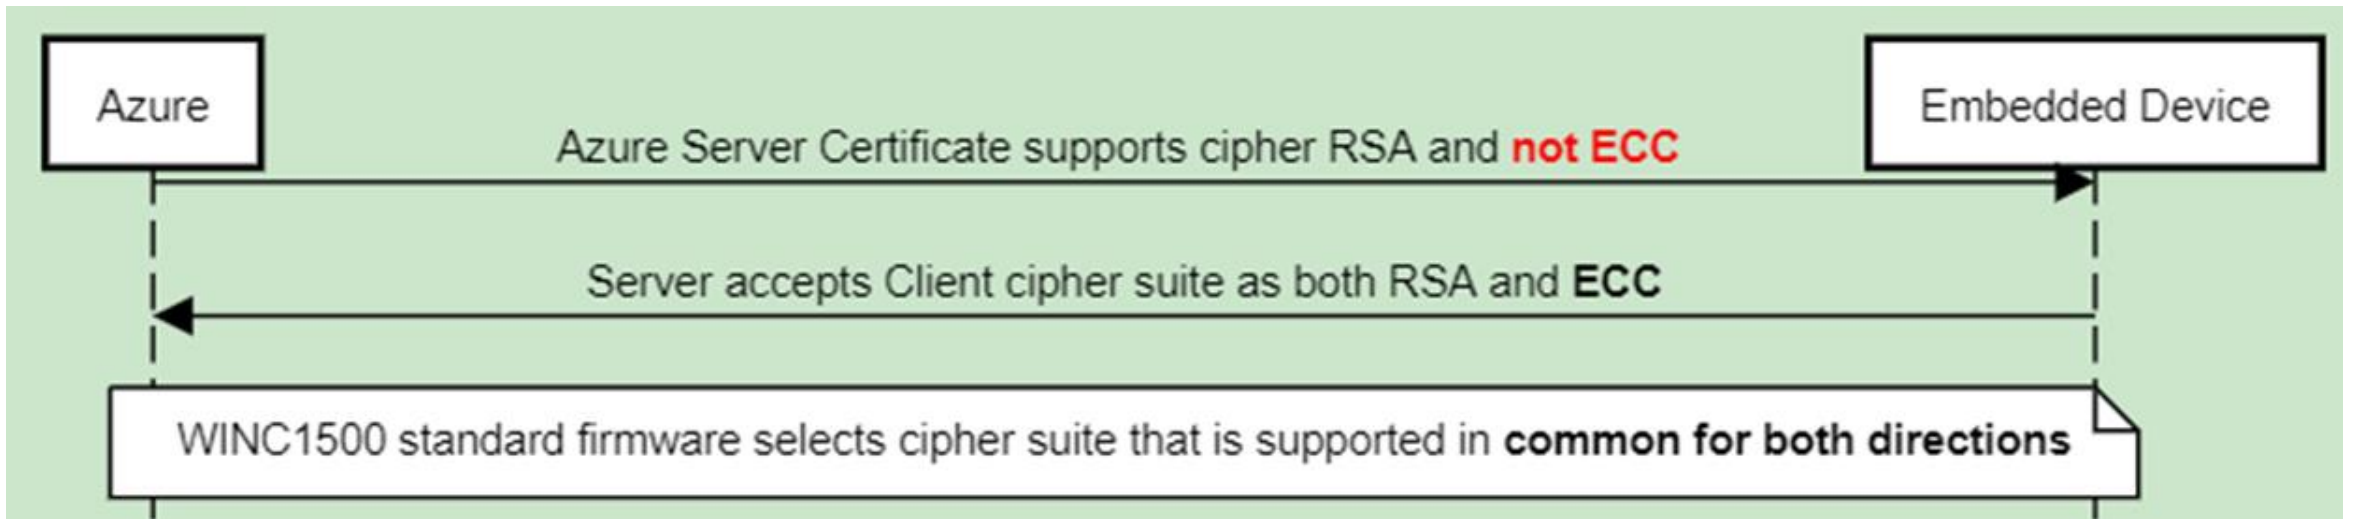 Azure
Embedded Device
Azure Server Certificate supports cipher RSA and not ECC
Server accepts Client cipher suite as both RSA and ECC
WINC1500 standard firmware selects cipher suite that is supported in common for both directions